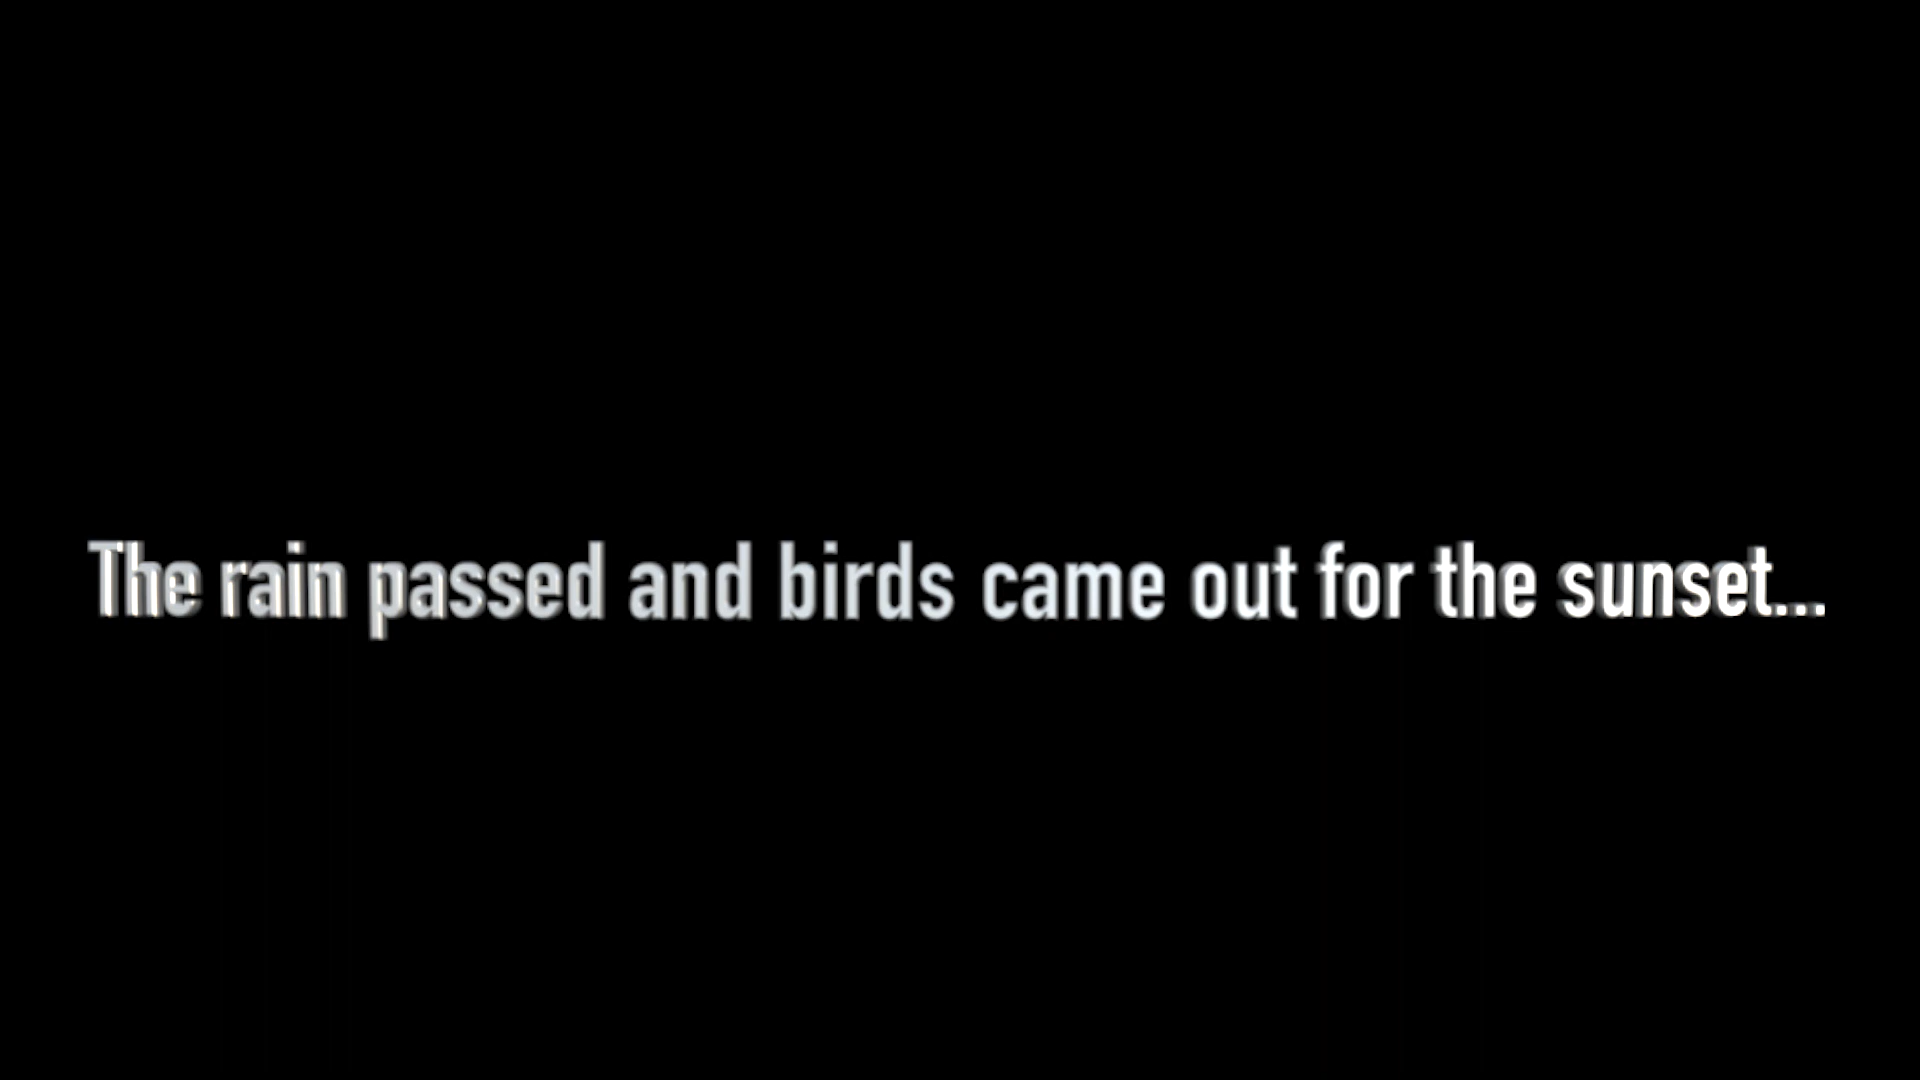 The rain passed and birds came out for the sunset...